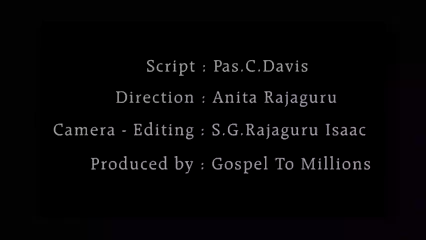 Script : Pas.C.Davis
Direction : Anita Rajaguru
Camera - Editing : S.G.Rajaguru Isaac
Produced by : Gospel To Millions